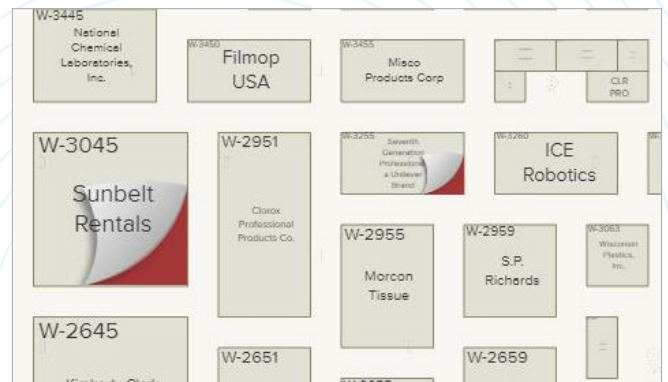 W-3445
National
Chemical
Laboratories,
Inc.
W-3450
Filmop
USA
W-3455
Misco
Products Corp
CLR
PRO
W-3045
Sunbelt
Rentals
W-2951
Clorox
Professional
Products Co.
W-3255
Seventh
Generation
Professional
a Unilever
Brand
W-3260
ICE
Robotics
W-2955
Morcon
Tissue
W-2959
S.P.
Richards
W-3063
Wisconsin
Plastics,
Inc.
W-2645
W-2651
W-2659